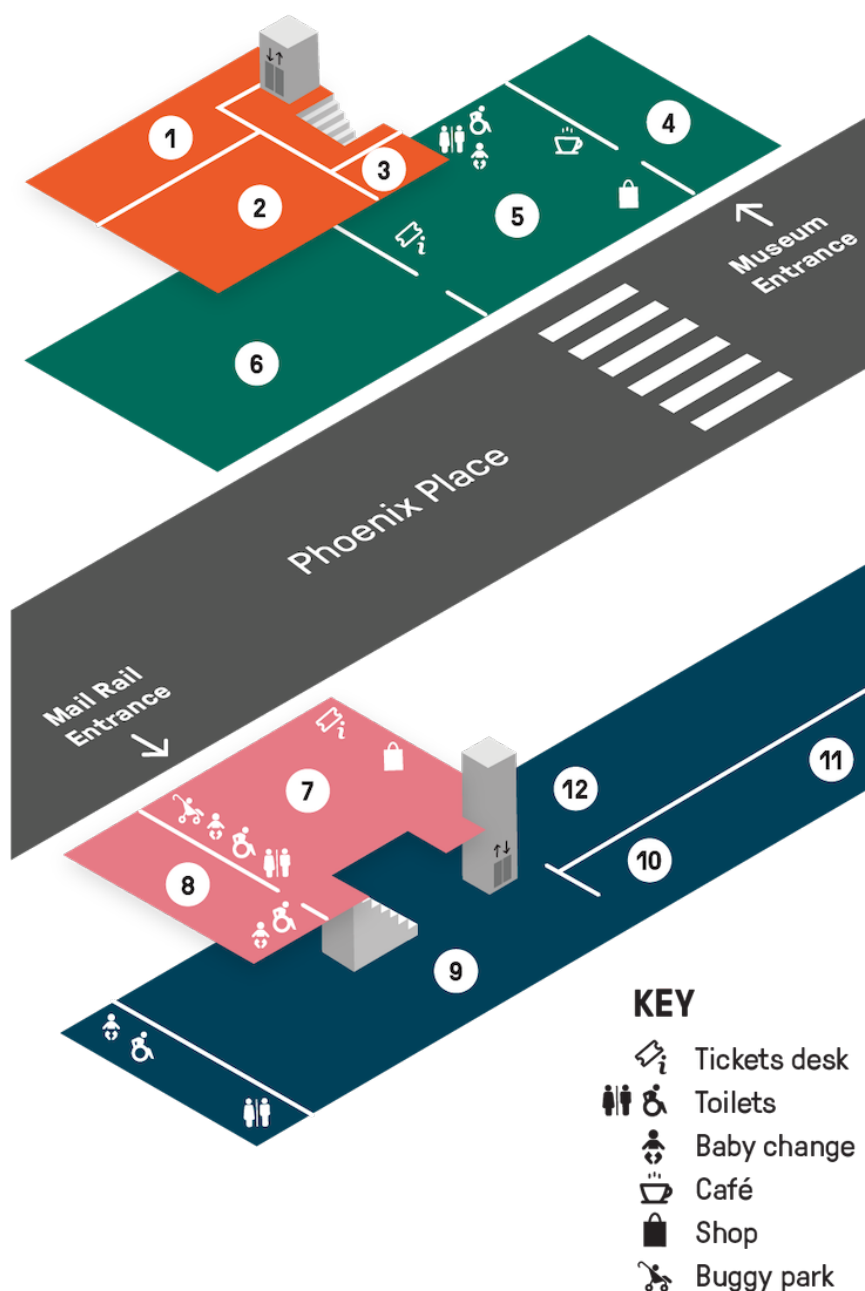 1
2
3
4
5
6
Museum
Entrance
Phoenix Place
Mail Rail
Entrance
7
8
9
10
11
12
KEY
Tickets desk
Toilets
Baby change
Café
Shop
Buggy park